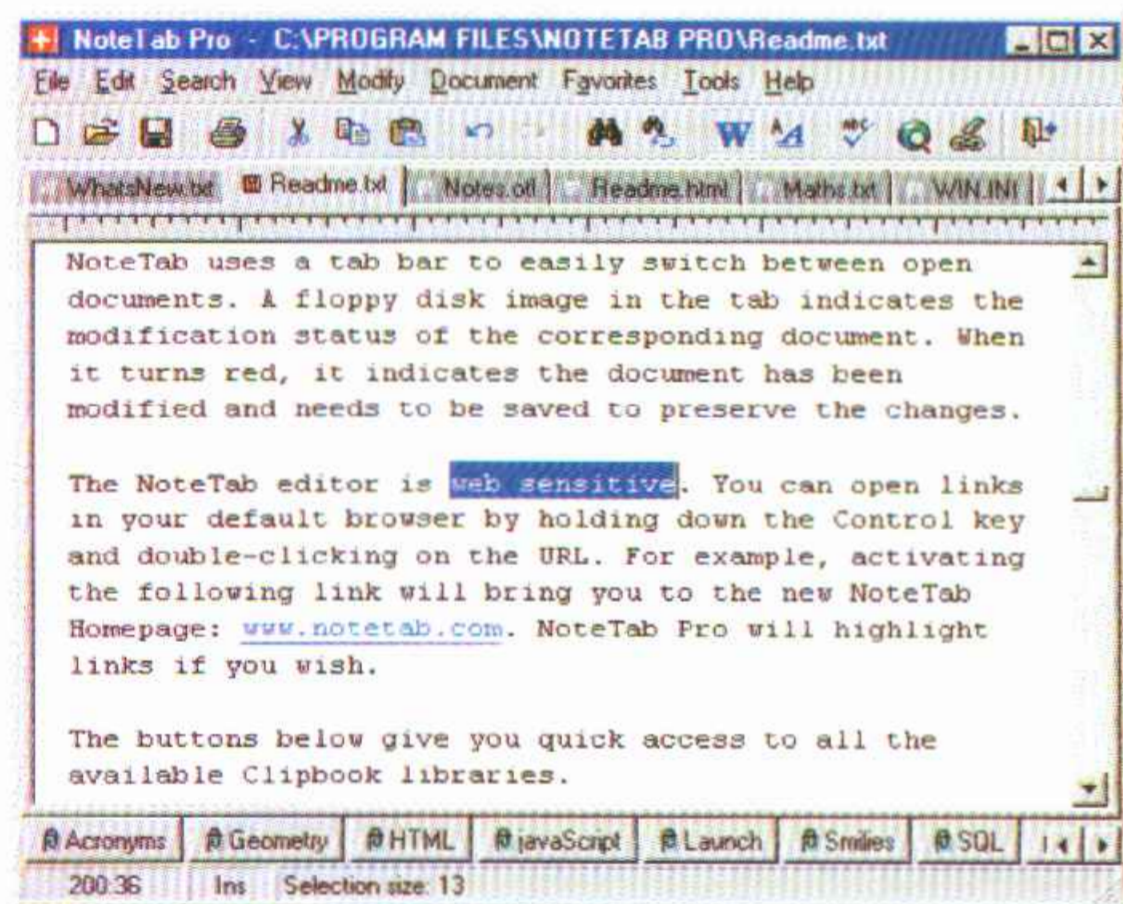 NoteTab Pro - C:\PROGRAM FILES\NOTETAB PRO\Readme.txt
File Edit Search View Modify Document Favorites Tools Help
WhatsNew.txt Readme.txt Notes.otl Readme.html Maths.txt WIN.INI
NoteTab uses a tab bar to easily switch between open
documents. A floppy disk image in the tab indicates the
modification status of the corresponding document. When
it turns red, it indicates the document has been
modified and needs to be saved to preserve the changes.
The NoteTab editor is web sensitive. You can open links
in your default browser by holding down the Control key
and double-clicking on the URL. For example, activating
the following link will bring you to the new NoteTab
Homepage: www.notetab.com. NoteTab Pro will highlight
links if you wish.
The buttons below give you quick access to all the
available Clipbook libraries.
Acronyms Geometry HTML javaScript Launch Smilies SQL
200:36 Ins Selection size: 13